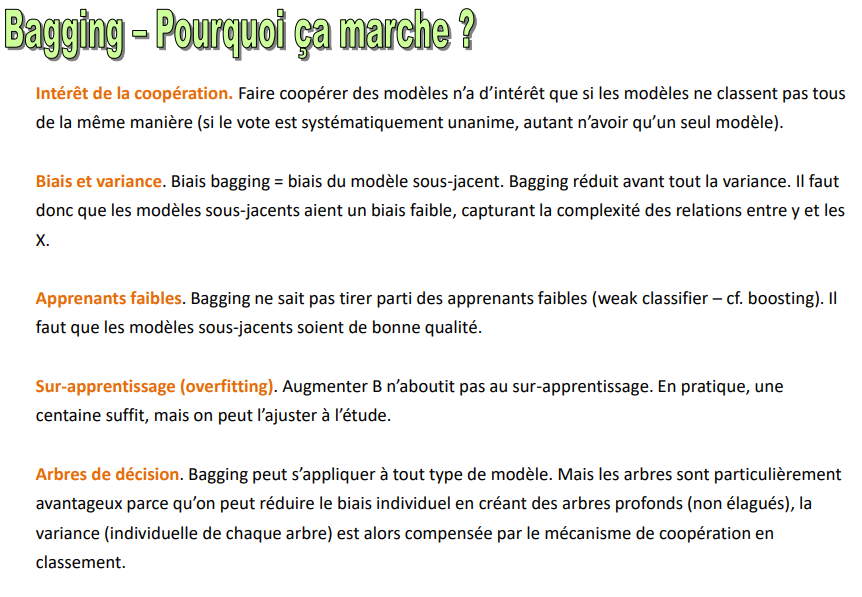 Bagging – Pourquoi ça marche ?
Intérêt de la coopération. Faire coopérer des modèles n’a d’intérêt que si les modèles ne classent pas tous
de la même manière (si le vote est systématiquement unanime, autant n’avoir qu’un seul modèle).
Biais et variance. Biais bagging = biais du modèle sous-jacent. Bagging réduit avant tout la variance. Il faut
donc que les modèles sous-jacents aient un biais faible, capturant la complexité des relations entre y et les
X.
Apprenants faibles. Bagging ne sait pas tirer parti des apprenants faibles (weak classifier – cf. boosting). Il
faut que les modèles sous-jacents soient de bonne qualité.
Sur-apprentissage (overfitting). Augmenter B n’aboutit pas au sur-apprentissage. En pratique, une
centaine suffit, mais on peut l’ajuster à l’étude.
Arbres de décision. Bagging peut s’appliquer à tout type de modèle. Mais les arbres sont particulièrement
avantageux parce qu’on peut réduire le biais individuel en créant des arbres profonds (non élagués), la
variance (individuelle de chaque arbre) est alors compensée par le mécanisme de coopération en
classement.